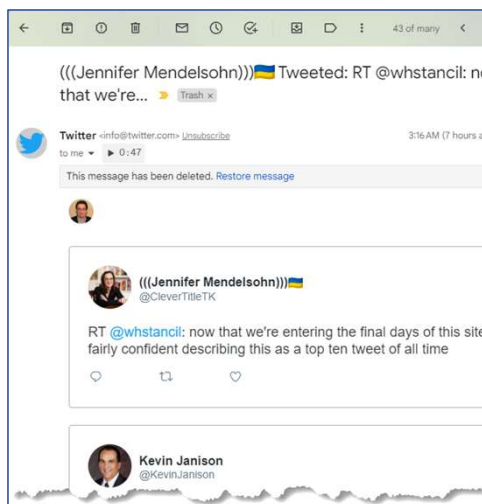 43 of many
(((Jennifer Mendelsohn)))🇺🇦 Tweeted: RT @whstancil: n
that we're... Trash ×
Twitter <info@twitter.com> Unsubscribe 3:16 AM (7 hours a
to me 0:47
This message has been deleted. Restore message
(((Jennifer Mendelsohn)))🇺🇦
@CleverTitleTK
RT @whstancil: now that we're entering the final days of this site
fairly confident describing this as a top ten tweet of all time
Kevin Janison
@KevinJanison